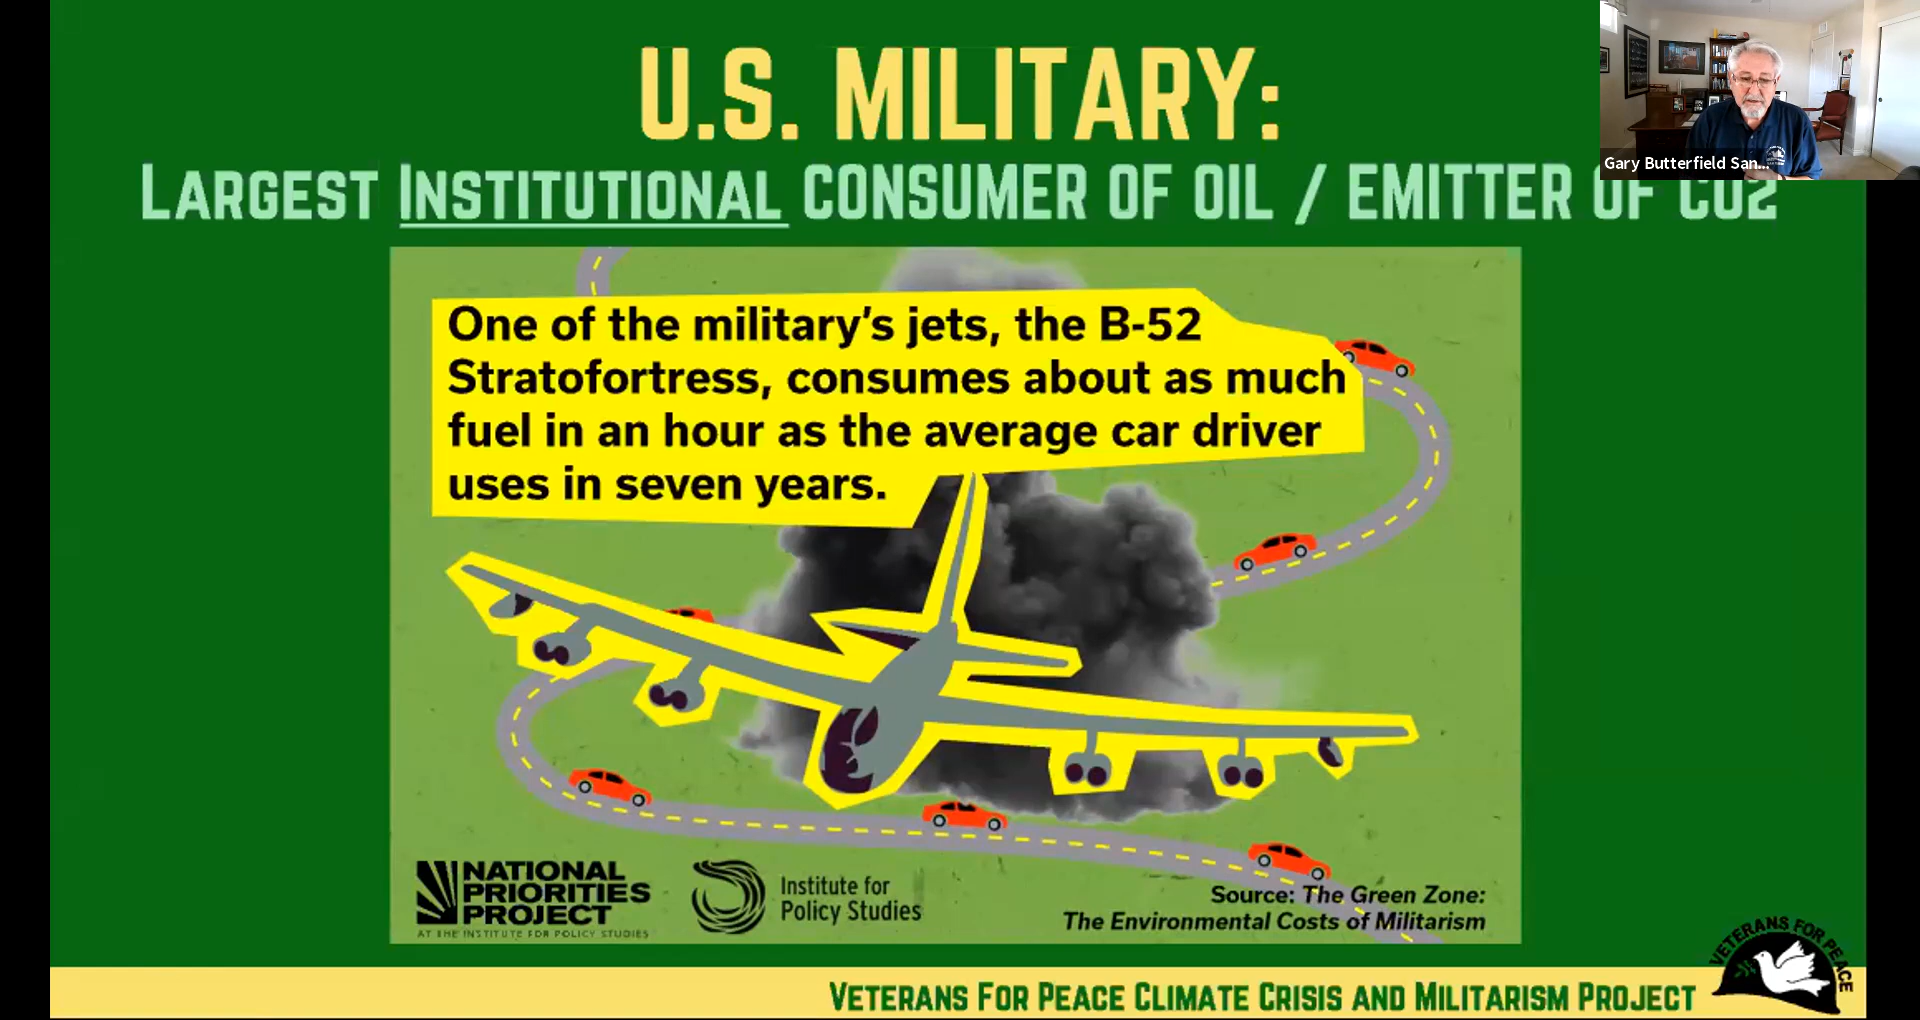 U.S. MILITARY:
LARGEST INSTITUTIONAL CONSUMER OF OIL / EMITTER OF CO2
Gary Butterfield San...
One of the military's jets, the B-52
Stratofortress, consumes about as much
fuel in an hour as the average car driver
uses in seven years.
NATIONAL
PRIORITIES
PROJECT
AT THE INSTITUTE FOR POLICY STUDIES
Institute for
Policy Studies
Source: The Green Zone:
The Environmental Costs of Militarism
VETERANS FOR PEACE
VETERANS FOR PEACE CLIMATE CRISIS AND MILITARISM PROJECT